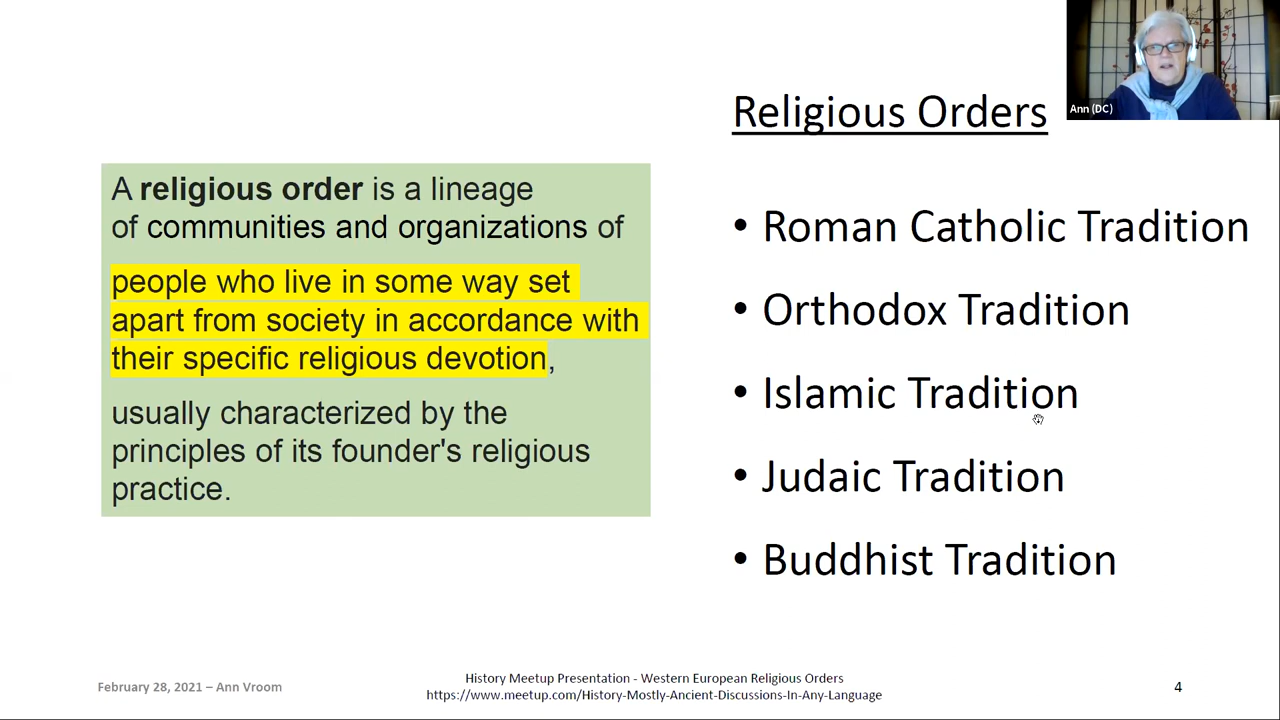 Ann (DC)
Religious Orders
A religious order is a lineage
of communities and organizations of
people who live in some way set
apart from society in accordance with
their specific religious devotion,
usually characterized by the
principles of its founder's religious
practice.
• Roman Catholic Tradition
• Orthodox Tradition
• Islamic Tradition
• Judaic Tradition
• Buddhist Tradition
February 28, 2021 – Ann Vroom
History Meetup Presentation - Western European Religious Orders
https://www.meetup.com/History-Mostly-Ancient-Discussions-In-Any-Language
4